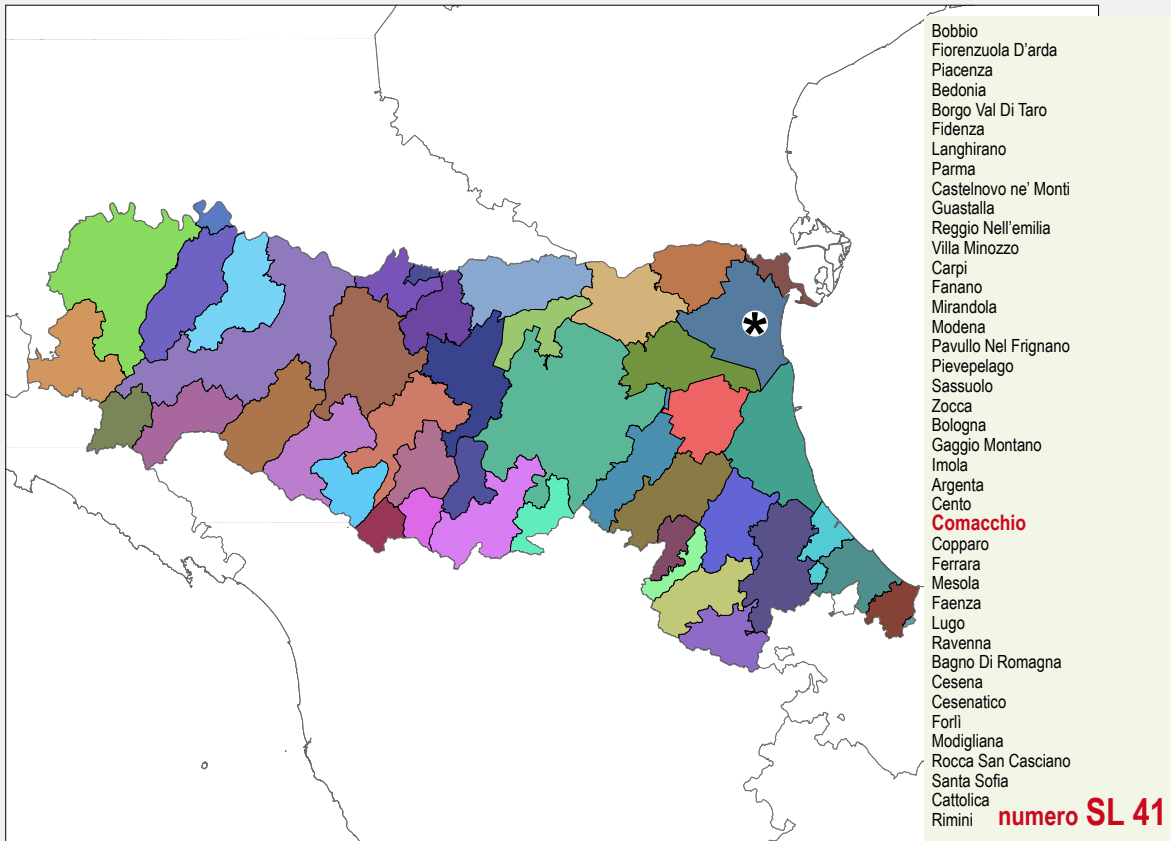 Bobbio
Fiorenzuola D'arda
Piacenza
Bedonia
Borgo Val Di Taro
Fidenza
Langhirano
Parma
Castelnovo ne' Monti
Guastalla
Reggio Nell'emilia
Villa Minozzo
Carpi
Fanano
Mirandola
Modena
Pavullo Nel Frignano
Pievepelago
Sassuolo
Zocca
Bologna
Gaggio Montano
Imola
Argenta
Cento
Comacchio
Copparo
Ferrara
Mesola
Faenza
Lugo
Ravenna
Bagno Di Romagna
Cesena
Cesenatico
Forlì
Modigliana
Rocca San Casciano
Santa Sofia
Cattolica
Rimini numero SL 41
*